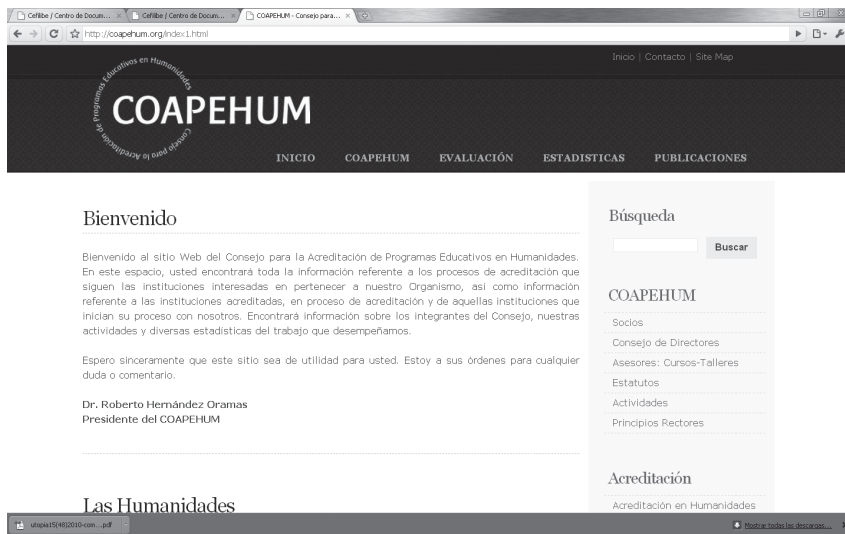 Cefilibe / Centro de Docum...
Cefilibe / Centro de Docum...
COAPEHUM - Consejo para...
http://coapehum.org/index1.html
Inicio | Contacto | Site Map
Consejo para la Acreditación de Programas Educativos en Humanidades
COAPEHUM
INICIO COAPEHUM EVALUACIÓN ESTADISTICAS PUBLICACIONES
Bienvenido
Bienvenido al sitio Web del Consejo para la Acreditación de Programas Educativos en Humanidades.
En este espacio, usted encontrará toda la información referente a los procesos de acreditación que
siguen las instituciones interesadas en pertenecer a nuestro Organismo, asi como información
referente a las instituciones acreditadas, en proceso de acreditación y de aquellas instituciones que
inician su proceso con nosotros. Encontrará información sobre los integrantes del Consejo, nuestras
actividades y diversas estadísticas del trabajo que desempeñamos.
Espero sinceramente que este sitio sea de utilidad para usted. Estoy a sus órdenes para cualquier
duda o comentario.
Dr. Roberto Hernández Oramas
Presidente del COAPEHUM
Las Humanidades
Búsqueda
Buscar
COAPEHUM
Socios
Consejo de Directores
Asesores: Cursos-Talleres
Estatutos
Actividades
Principios Rectores
Acreditación
Acreditación en Humanidades
utopia15(48)2010-com....pdf
Mostrar todas las descargas...